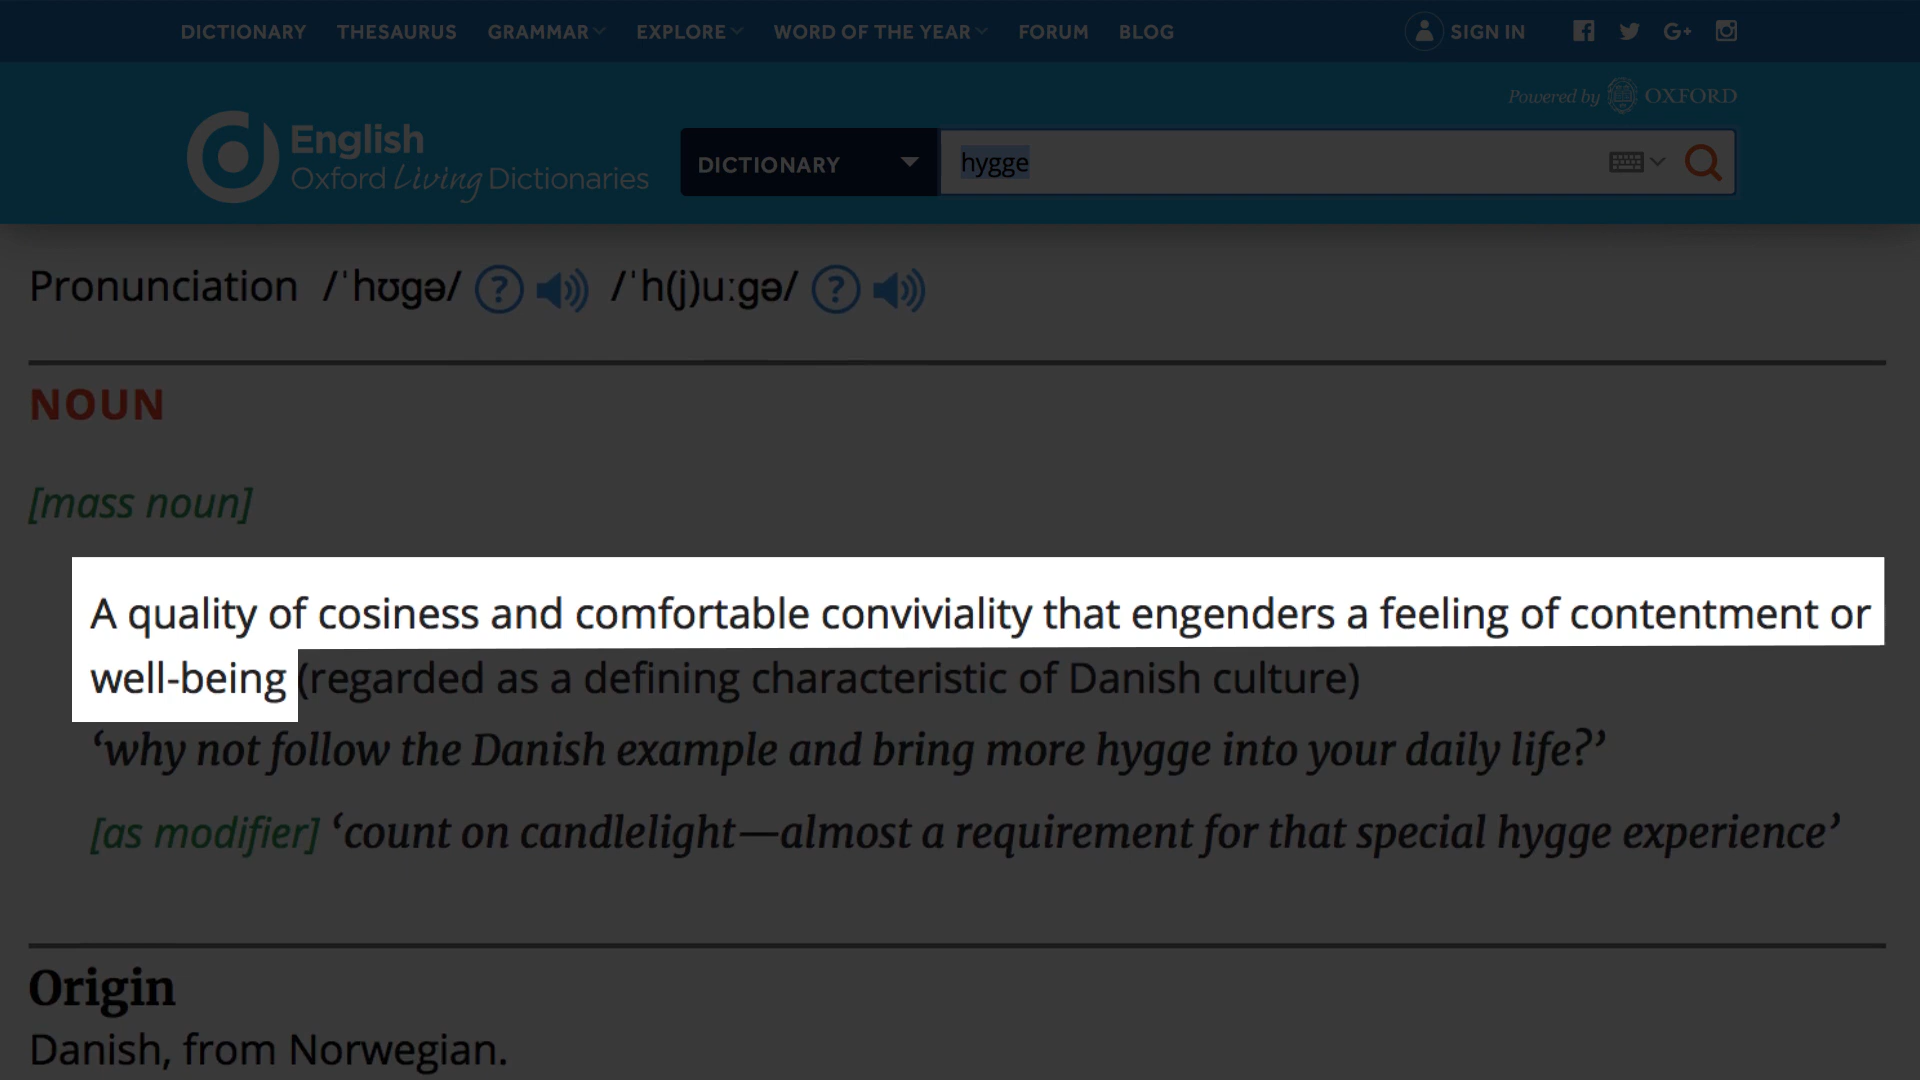 DICTIONARY THESAURUS GRAMMAR EXPLORE WORD OF THE YEAR FORUM BLOG SIGN IN G+
Powered by OXFORD
English
Oxford Living Dictionaries
DICTIONARY hygge
Pronunciation /ˈhʊɡə/ ? /ˈh(j)uːɡə/ ?
NOUN
[mass noun]
A quality of cosiness and comfortable conviviality that engenders a feeling of contentment or
well-being (regarded as a defining characteristic of Danish culture)
‘why not follow the Danish example and bring more hygge into your daily life?’
[as modifier] ‘count on candlelight—almost a requirement for that special hygge experience’
Origin
Danish, from Norwegian.